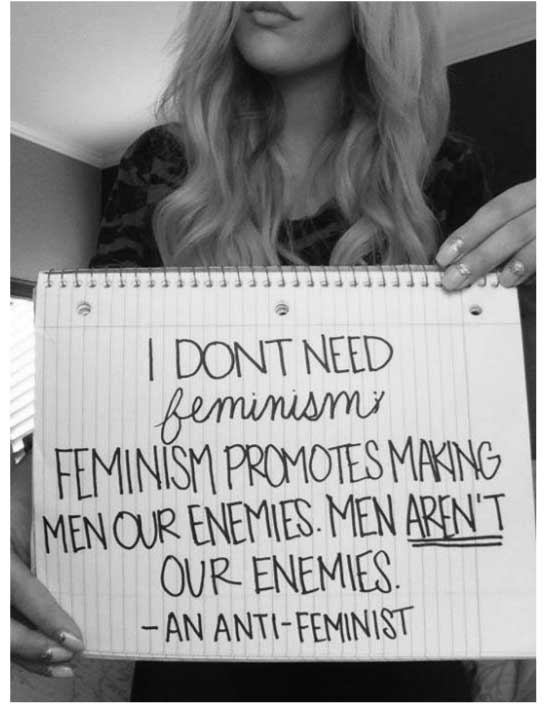 I DONT NEED
feminism;
FEMINISM PROMOTES MAKING
MEN OUR ENEMIES. MEN AREN'T
OUR ENEMIES.
-AN ANTI-FEMINIST